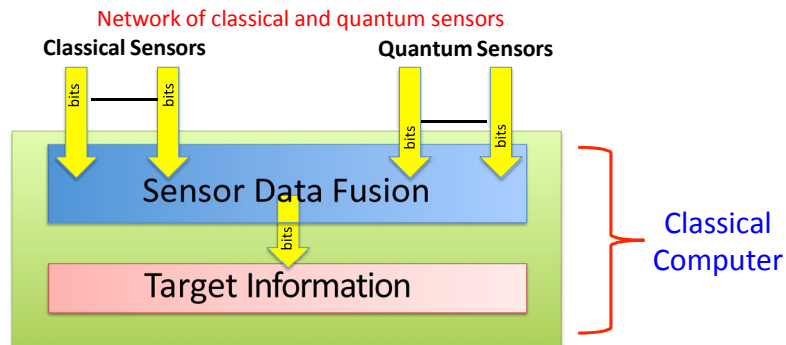 Network of classical and quantum sensors
Classical Sensors
Quantum Sensors
bits
bits
bits
bits
Sensor Data Fusion
bits
Target Information
Classical
Computer